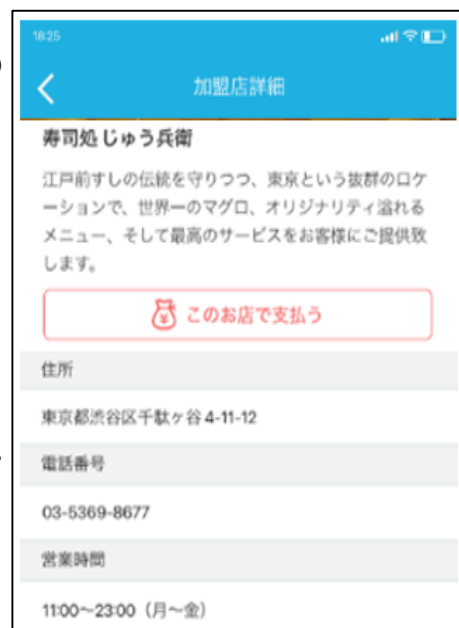 18:25
加盟店詳細
寿司処 じゅう兵衛
江戸前すしの伝統を守りつつ、東京という抜群のロケ
ーションで、世界一のマグロ、オリジナリティ溢れる
メニュー、そして最高のサービスをお客様にご提供致
します。
このお店で支払う
住所
東京都渋谷区千駄ヶ谷 4-11-12
電話番号
03-5369-8677
営業時間
11:00〜23:00（月〜金）